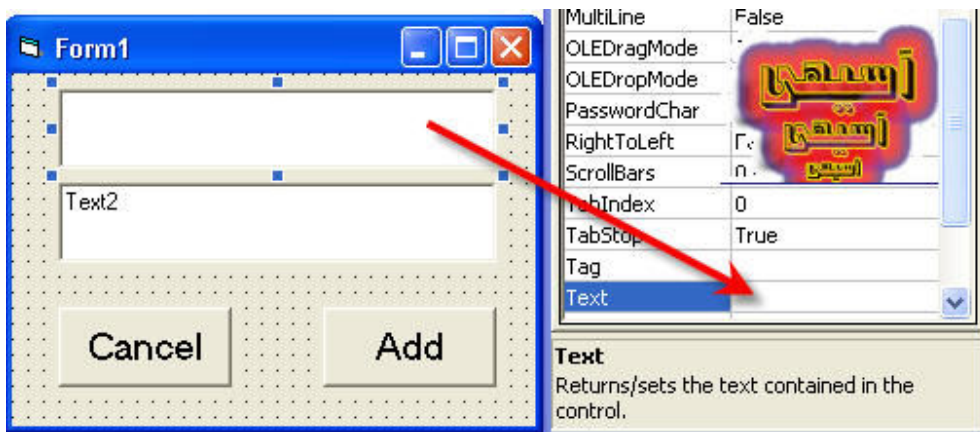 Form1
Text2
Cancel
Add
MultiLine False
OLEDragMode
OLEDropMode
PasswordChar
RightToLeft
ScrollBars
TabIndex 0
TabStop True
Tag
Text
Text
Returns/sets the text contained in the
control.